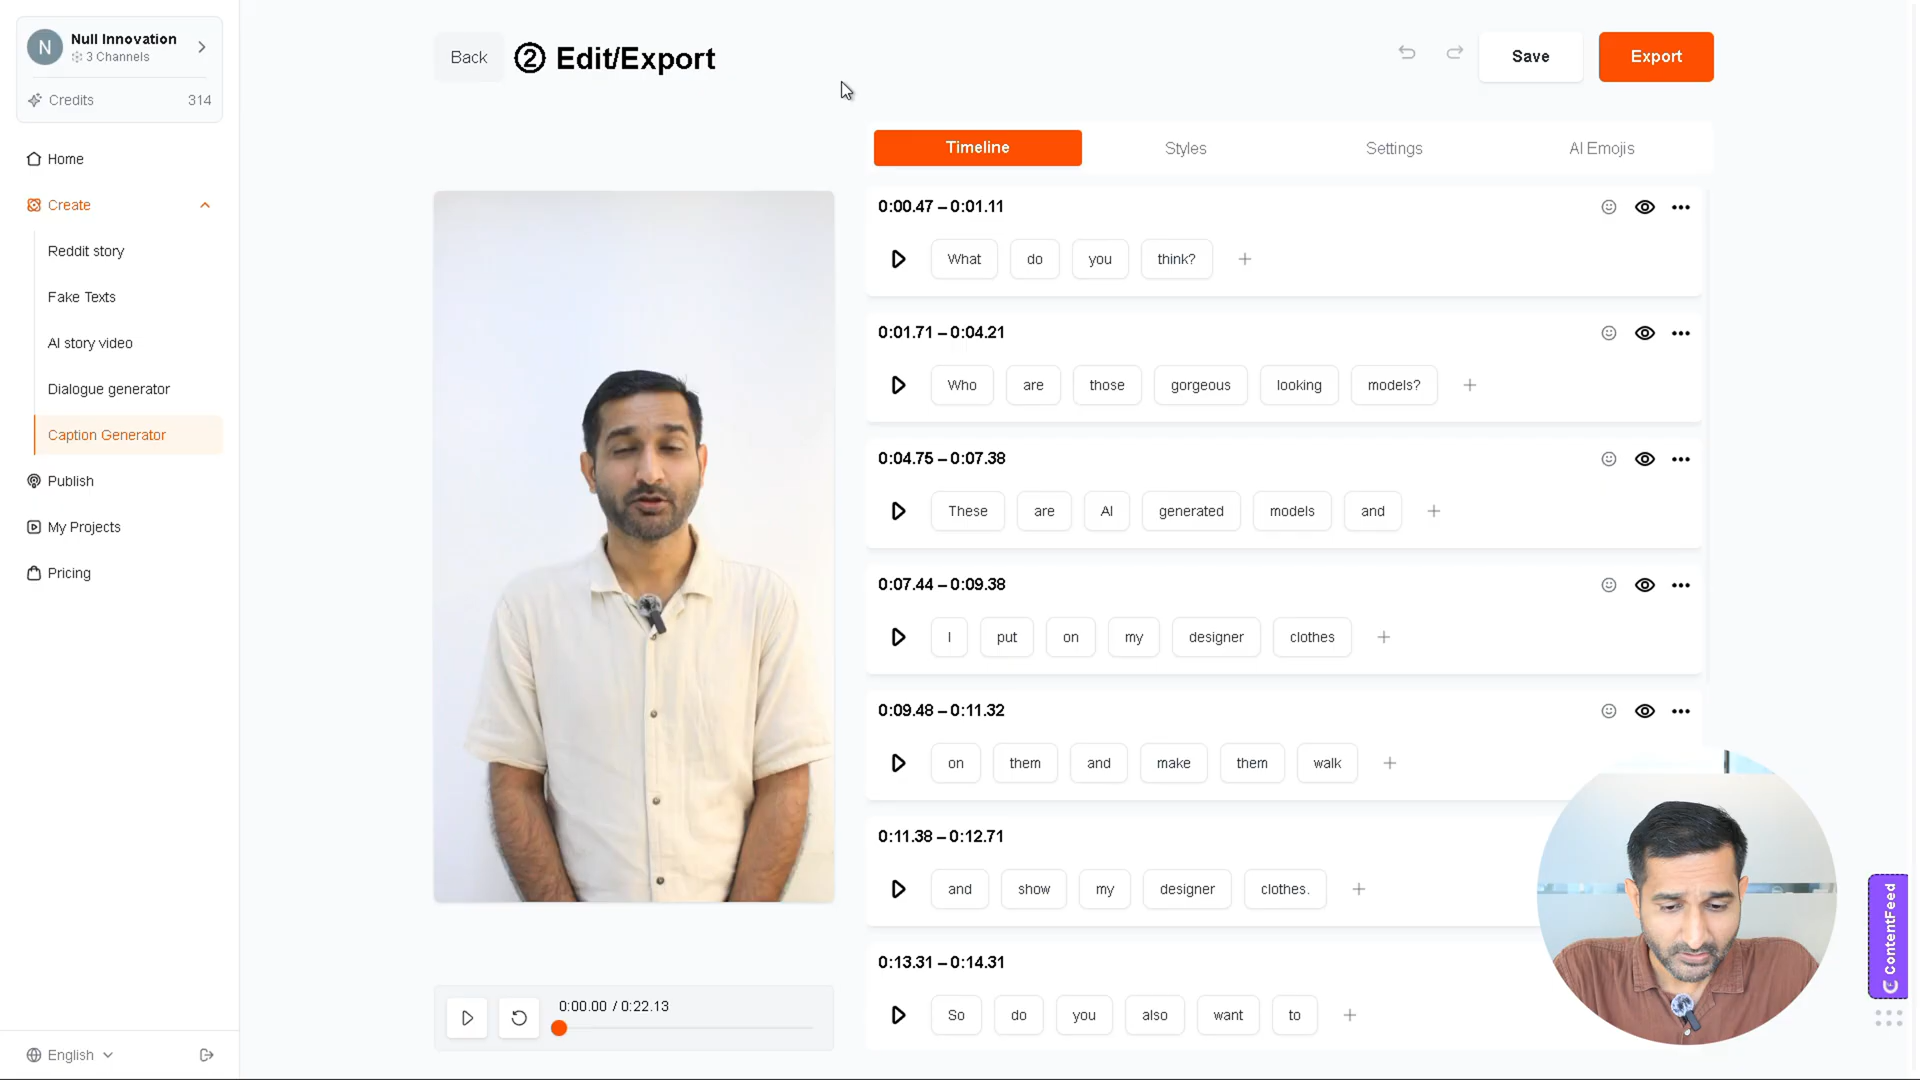 N
Null Innovation
3 Channels
Credits 314
Home
Create
Reddit story
Fake Texts
AI story video
Dialogue generator
Caption Generator
Publish
My Projects
Pricing
English
Back
② Edit/Export
Save
Export
Timeline
Styles
Settings
AI Emojis
0:00.00 / 0:22.13
0:00.47 – 0:01.11
What do you think? +
0:01.71 – 0:04.21
Who are those gorgeous looking models? +
0:04.75 – 0:07.38
These are AI generated models and +
0:07.44 – 0:09.38
I put on my designer clothes +
0:09.48 – 0:11.32
on them and make them walk +
0:11.38 – 0:12.71
and show my designer clothes. +
0:13.31 – 0:14.31
So do you also want to +
ContentFeed